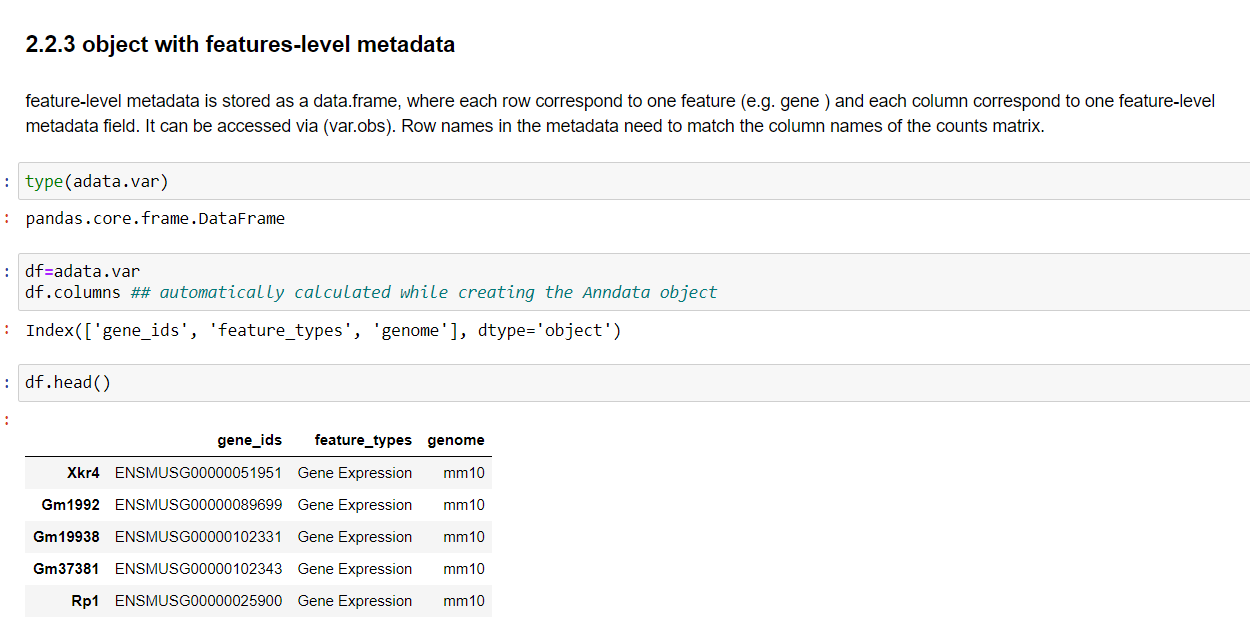 2.2.3 object with features-level metadata
feature-level metadata is stored as a data.frame, where each row correspond to one feature (e.g. gene ) and each column correspond to one feature-level
metadata field. It can be accessed via (var.obs). Row names in the metadata need to match the column names of the counts matrix.
: type(adata.var)
: pandas.core.frame.DataFrame
: df=adata.var
df.columns ## automatically calculated while creating the Anndata object
: Index(['gene_ids', 'feature_types', 'genome'], dtype='object')
: df.head()
:
gene_ids feature_types genome
Xkr4 ENSMUSG00000051951 Gene Expression mm10
Gm1992 ENSMUSG00000089699 Gene Expression mm10
Gm19938 ENSMUSG00000102331 Gene Expression mm10
Gm37381 ENSMUSG00000102343 Gene Expression mm10
Rp1 ENSMUSG00000025900 Gene Expression mm10